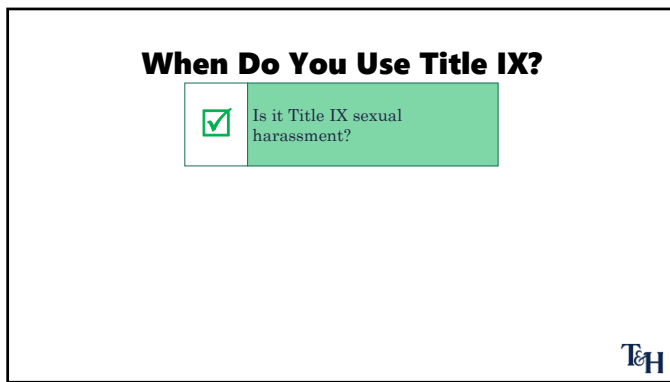 When Do You Use Title IX?
Is it Title IX sexual
harassment?
T&H